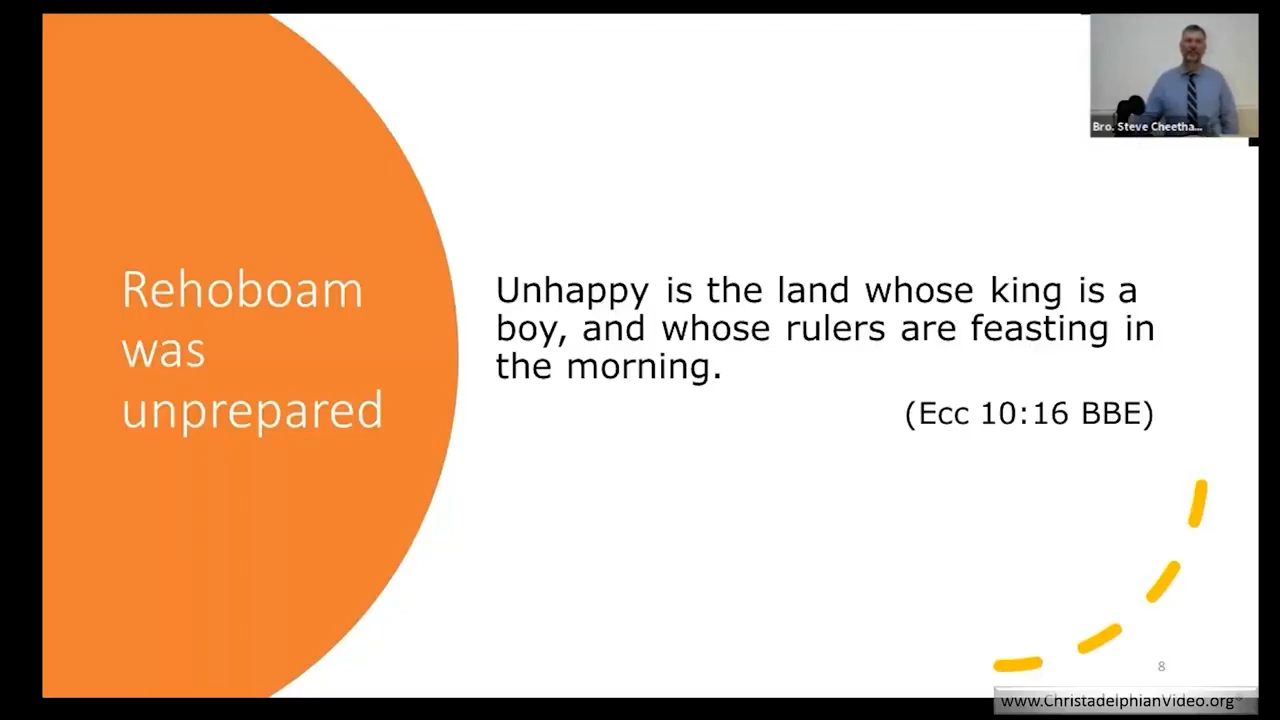 Bro. Steve Cheetha...
Rehoboam
was
unprepared
Unhappy is the land whose king is a
boy, and whose rulers are feasting in
the morning.
(Ecc 10:16 BBE)
8
www.ChristadelphianVideo.org®